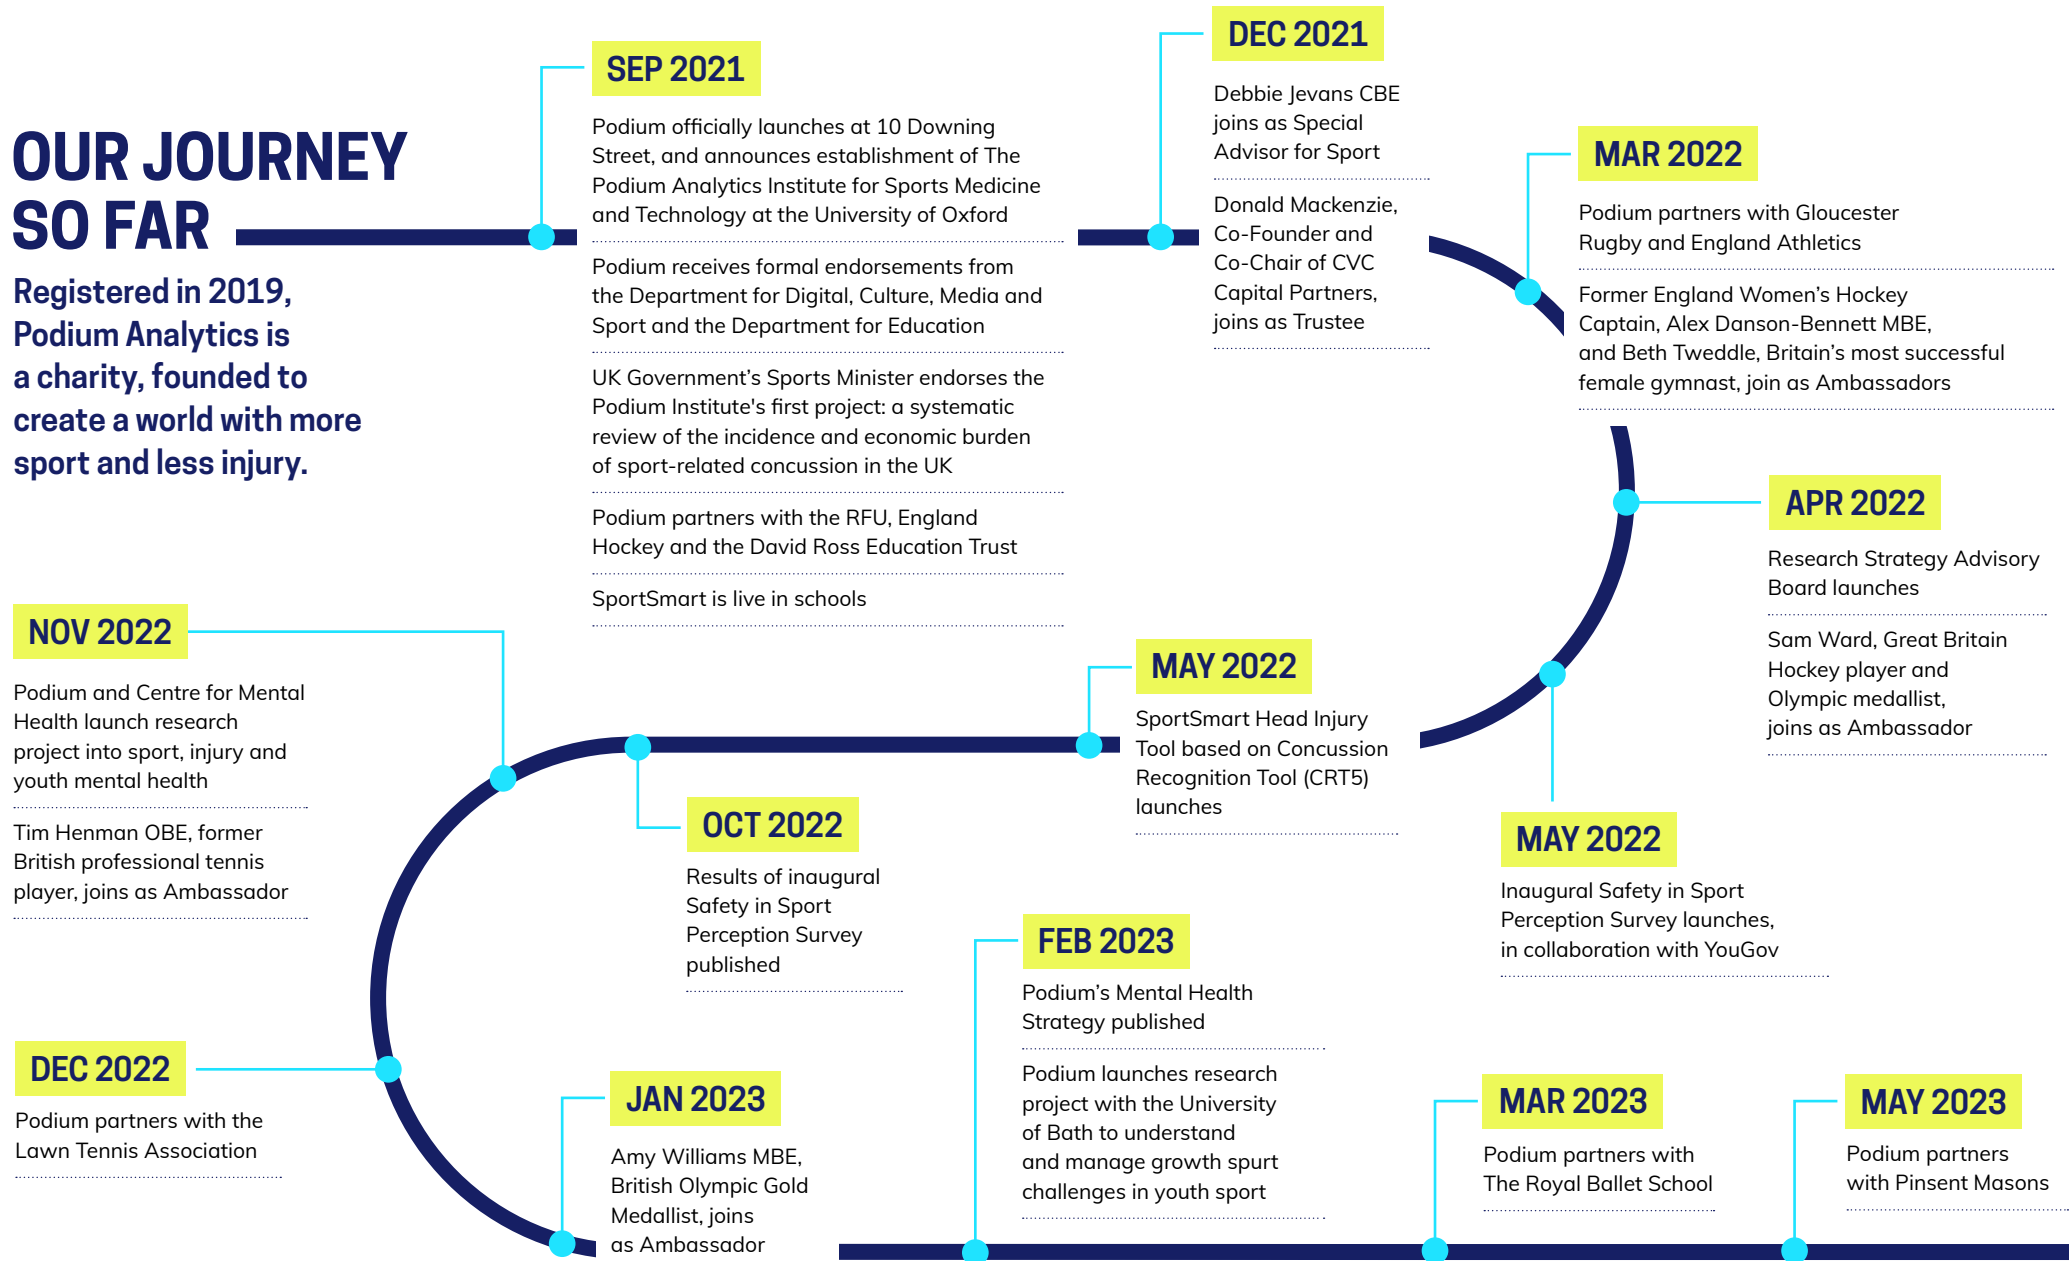 OUR JOURNEY
SO FAR
Registered in 2019,
Podium Analytics is
a charity, founded to
create a world with more
sport and less injury.
SEP 2021
Podium officially launches at 10 Downing
Street, and announces establishment of The
Podium Analytics Institute for Sports Medicine
and Technology at the University of Oxford
Podium receives formal endorsements from
the Department for Digital, Culture, Media and
Sport and the Department for Education
UK Government’s Sports Minister endorses the
Podium Institute's first project: a systematic
review of the incidence and economic burden
of sport-related concussion in the UK
Podium partners with the RFU, England
Hockey and the David Ross Education Trust
SportSmart is live in schools
DEC 2021
Debbie Jevans CBE
joins as Special
Advisor for Sport
Donald Mackenzie,
Co-Founder and
Co-Chair of CVC
Capital Partners,
joins as Trustee
MAR 2022
Podium partners with Gloucester
Rugby and England Athletics
Former England Women’s Hockey
Captain, Alex Danson-Bennett MBE,
and Beth Tweddle, Britain’s most successful
female gymnast, join as Ambassadors
APR 2022
Research Strategy Advisory
Board launches
Sam Ward, Great Britain
Hockey player and
Olympic medallist,
joins as Ambassador
MAY 2022
Inaugural Safety in Sport
Perception Survey launches,
in collaboration with YouGov
MAY 2022
SportSmart Head Injury
Tool based on Concussion
Recognition Tool (CRT5)
launches
OCT 2022
Results of inaugural
Safety in Sport
Perception Survey
published
NOV 2022
Podium and Centre for Mental
Health launch research
project into sport, injury and
youth mental health
Tim Henman OBE, former
British professional tennis
player, joins as Ambassador
DEC 2022
Podium partners with the
Lawn Tennis Association
JAN 2023
Amy Williams MBE,
British Olympic Gold
Medallist, joins
as Ambassador
FEB 2023
Podium’s Mental Health
Strategy published
Podium launches research
project with the University
of Bath to understand
and manage growth spurt
challenges in youth sport
MAR 2023
Podium partners with
The Royal Ballet School
MAY 2023
Podium partners
with Pinsent Masons